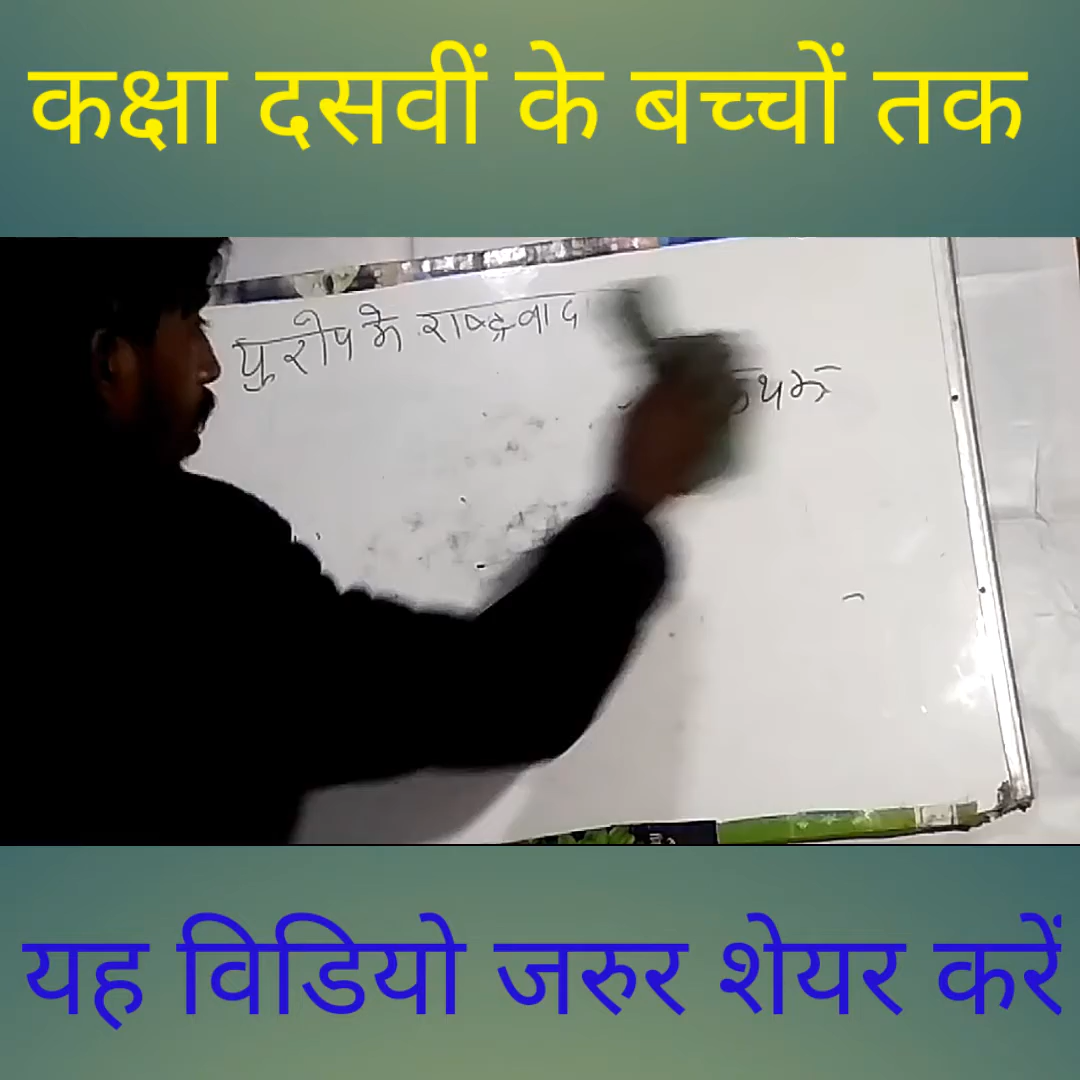 कक्षा दसवीं के बच्चों तक
युरोप के राष्ट्रवाद
यह विडियो जरुर शेयर करें